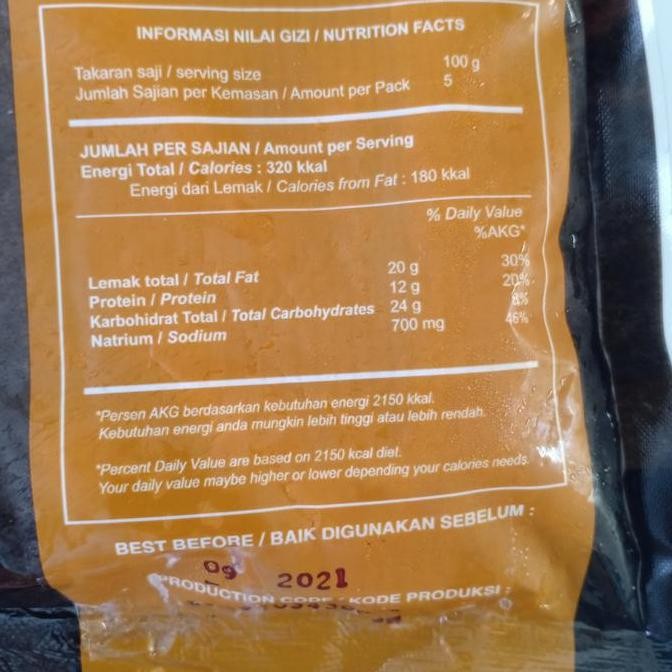 INFORMASI NILAI GIZI / NUTRITION FACTS
Takaran saji / serving size 100 g
Jumlah Sajian per Kemasan / Amount per Pack 5
JUMLAH PER SAJIAN / Amount per Serving
Energi Total / Calories : 320 kkal
Energi dari Lemak / Calories from Fat : 180 kkal
% Daily Value
%AKG*
Lemak total / Total Fat 20 g 30%
Protein / Protein 12 g 20%
Karbohidrat Total / Total Carbohydrates 24 g 8%
Natrium / Sodium 700 mg 46%
*Persen AKG berdasarkan kebutuhan energi 2150 kkal.
Kebutuhan energi anda mungkin lebih tinggi atau lebih rendah.
*Percent Daily Value are based on 2150 kcal diet.
Your daily value maybe higher or lower depending your calories needs.
BEST BEFORE / BAIK DIGUNAKAN SEBELUM :
09 2021
PRODUCTION CODE KODE PRODUKSI :